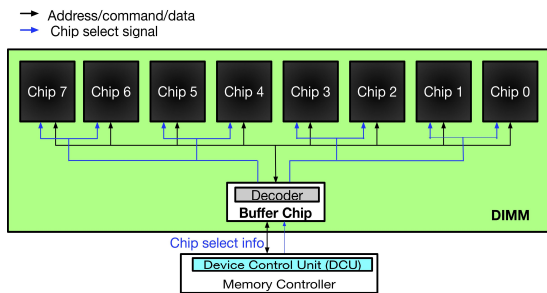 Address/command/data
Chip select signal
Chip 7 Chip 6 Chip 5 Chip 4 Chip 3 Chip 2 Chip 1 Chip 0
Decoder
Buffer Chip
DIMM
Chip select info
Device Control Unit (DCU)
Memory Controller